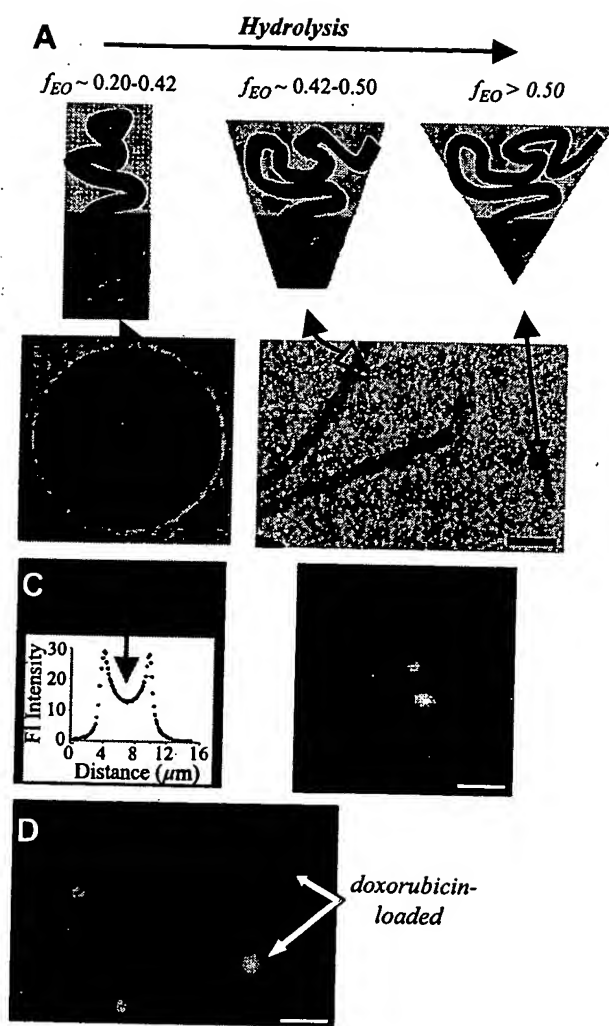 A
Hydrolysis
f_EO ~ 0.20-0.42
f_EO ~ 0.42-0.50
f_EO > 0.50
C
FI Intensity
30
20
10
0
0 4 8 12 16
Distance (μm)
D
doxorubicin-
loaded